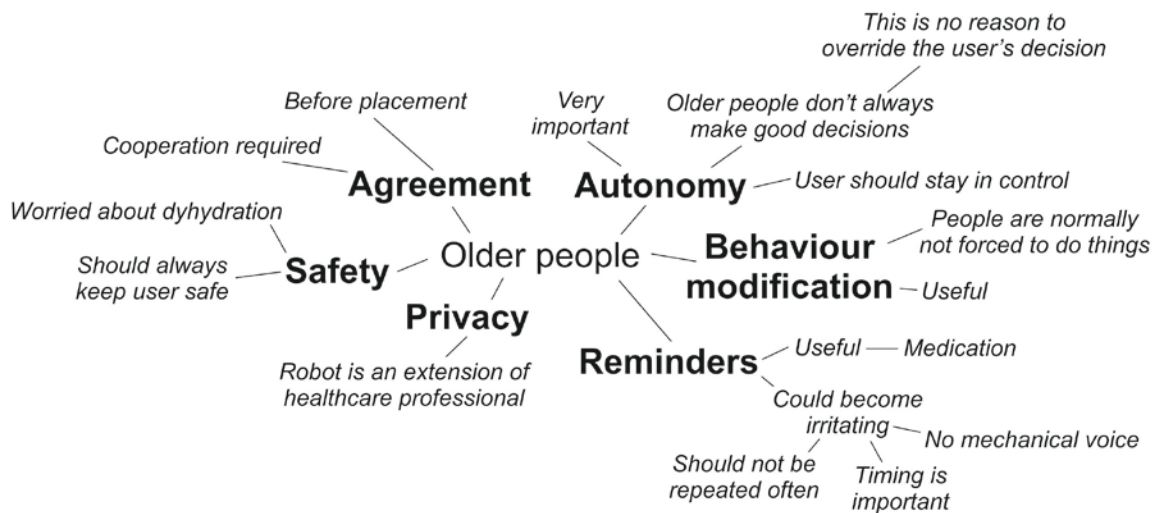 This is no reason to
override the user's decision
Before placement
Very
important
Older people don't always
make good decisions
Cooperation required
Agreement
Autonomy
User should stay in control
Worried about dyhydration
Older people
Behaviour
modification
People are normally
not forced to do things
Should always
keep user safe
Safety
Useful
Privacy
Robot is an extension of
healthcare professional
Reminders
Useful
Medication
Could become
irritating
No mechanical voice
Should not be
repeated often
Timing is
important